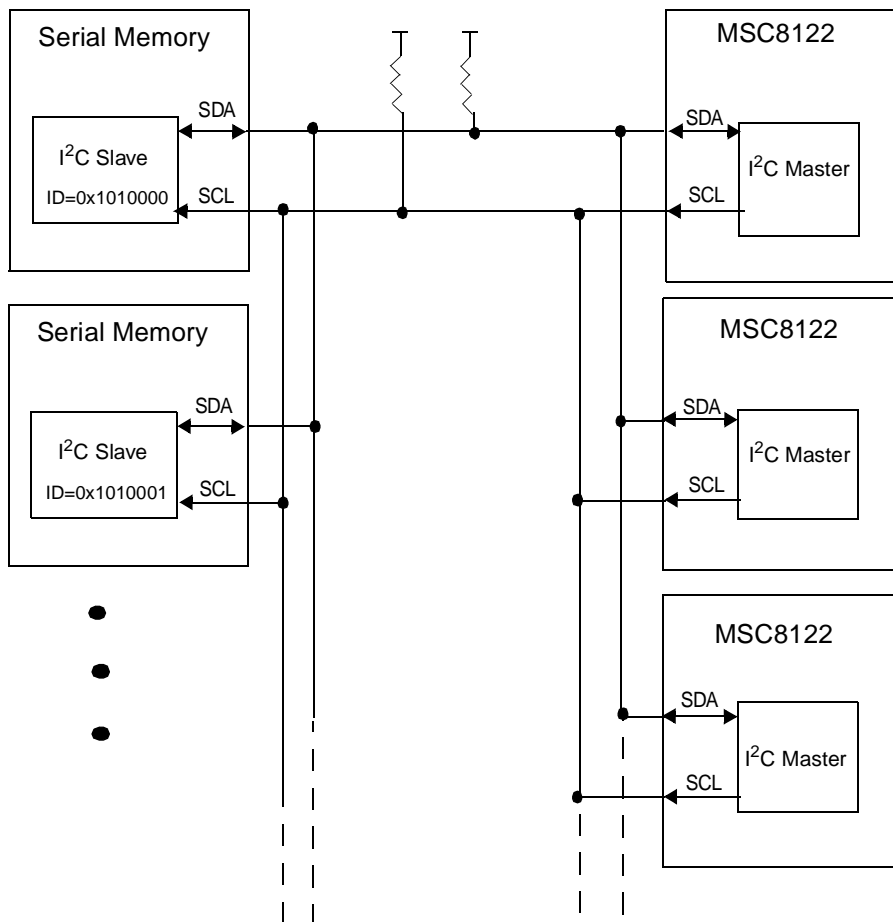 Serial Memory
SDA
I2C Slave
ID=0x1010000
SCL
MSC8122
SDA
I2C Master
SCL
Serial Memory
SDA
I2C Slave
ID=0x1010001
SCL
MSC8122
SDA
I2C Master
SCL
MSC8122
SDA
I2C Master
SCL